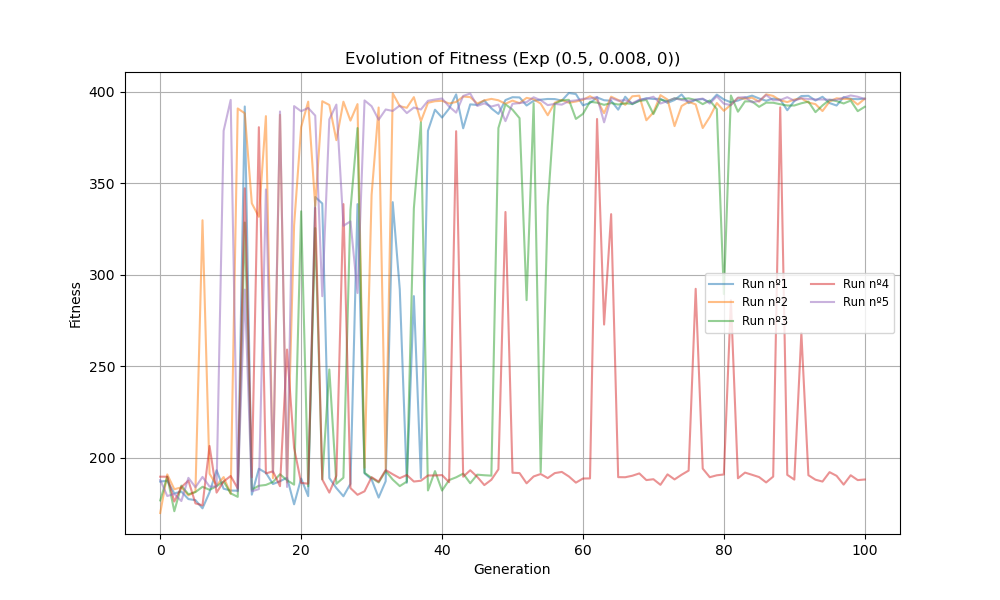 Evolution of Fitness (Exp (0.5, 0.008, 0))
400
350
300
250
200
Fitness
0 20 40 60 80 100
Generation
Run nº1 Run nº4
Run nº2 Run nº5
Run nº3